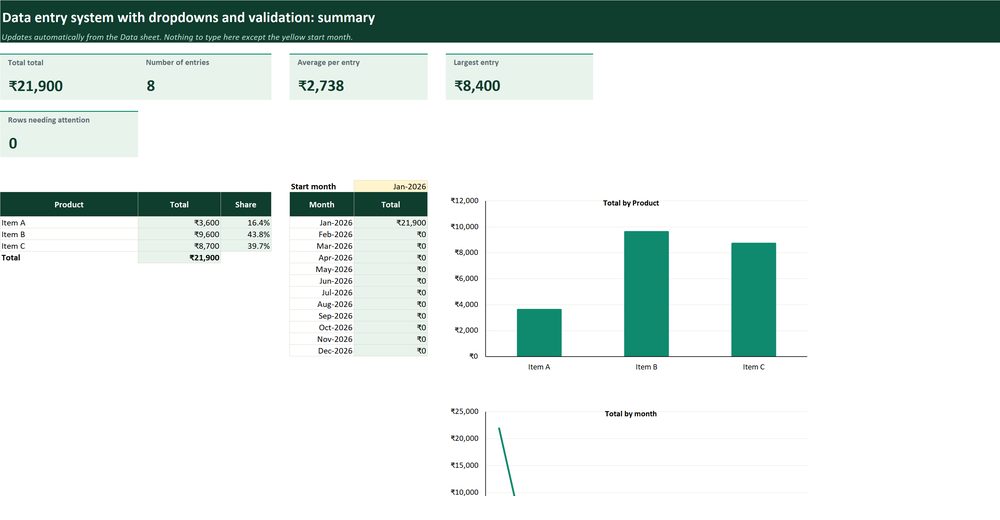 Data entry system with dropdowns and validation: summary
Updates automatically from the Data sheet. Nothing to type here except the yellow start month.
Total total Number of entries Average per entry Largest entry
₹21,900 8 ₹2,738 ₹8,400
Rows needing attention
0
Start month Jan-2026
Product Total Share
Item A ₹3,600 16.4%
Item B ₹9,600 43.8%
Item C ₹8,700 39.7%
Total ₹21,900
Month Total
Jan-2026 ₹21,900
Feb-2026 ₹0
Mar-2026 ₹0
Apr-2026 ₹0
May-2026 ₹0
Jun-2026 ₹0
Jul-2026 ₹0
Aug-2026 ₹0
Sep-2026 ₹0
Oct-2026 ₹0
Nov-2026 ₹0
Dec-2026 ₹0
Total by Product
₹12,000
₹10,000
₹8,000
₹6,000
₹4,000
₹2,000
₹0
Item A Item B Item C
Total by month
₹25,000
₹20,000
₹15,000
₹10,000